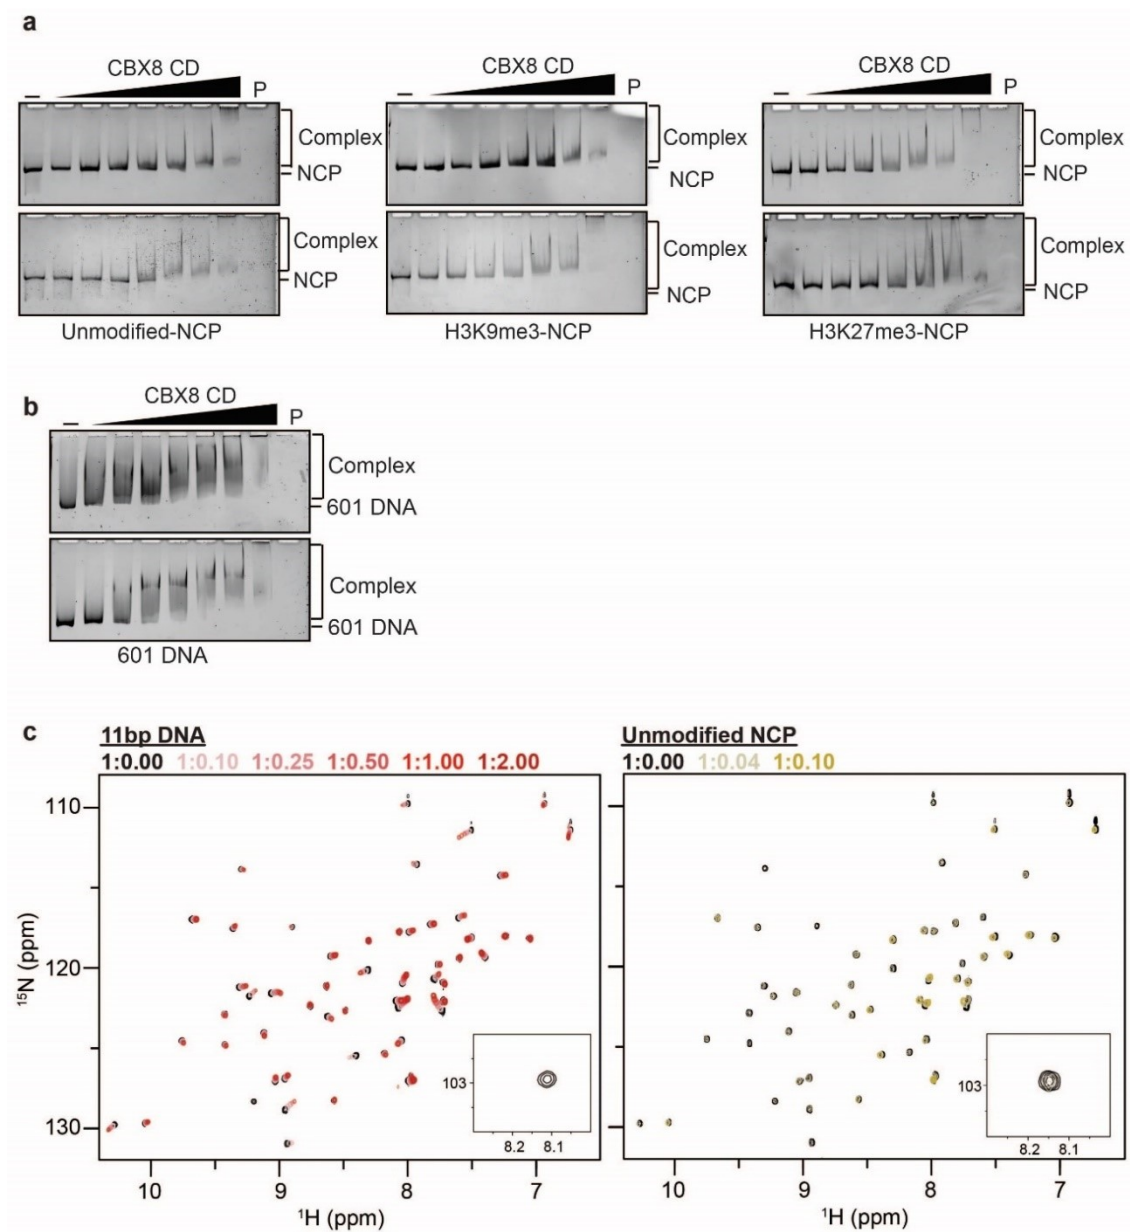 a
CBX8 CD
– P
CBX8 CD
– P
CBX8 CD
– P
Complex
NCP
Complex
NCP
Complex
NCP
Complex
NCP
Complex
NCP
Complex
NCP
Unmodified-NCP
H3K9me3-NCP
H3K27me3-NCP
b
CBX8 CD
– P
Complex
601 DNA
Complex
601 DNA
601 DNA
c
11bp DNA
1:0.00 1:0.10 1:0.25 1:0.50 1:1.00 1:2.00
Unmodified NCP
1:0.00 1:0.04 1:0.10
110
120
130
¹⁵N (ppm)
103
8.2 8.1
103
8.2 8.1
10 9 8 7
¹H (ppm)
10 9 8 7
¹H (ppm)